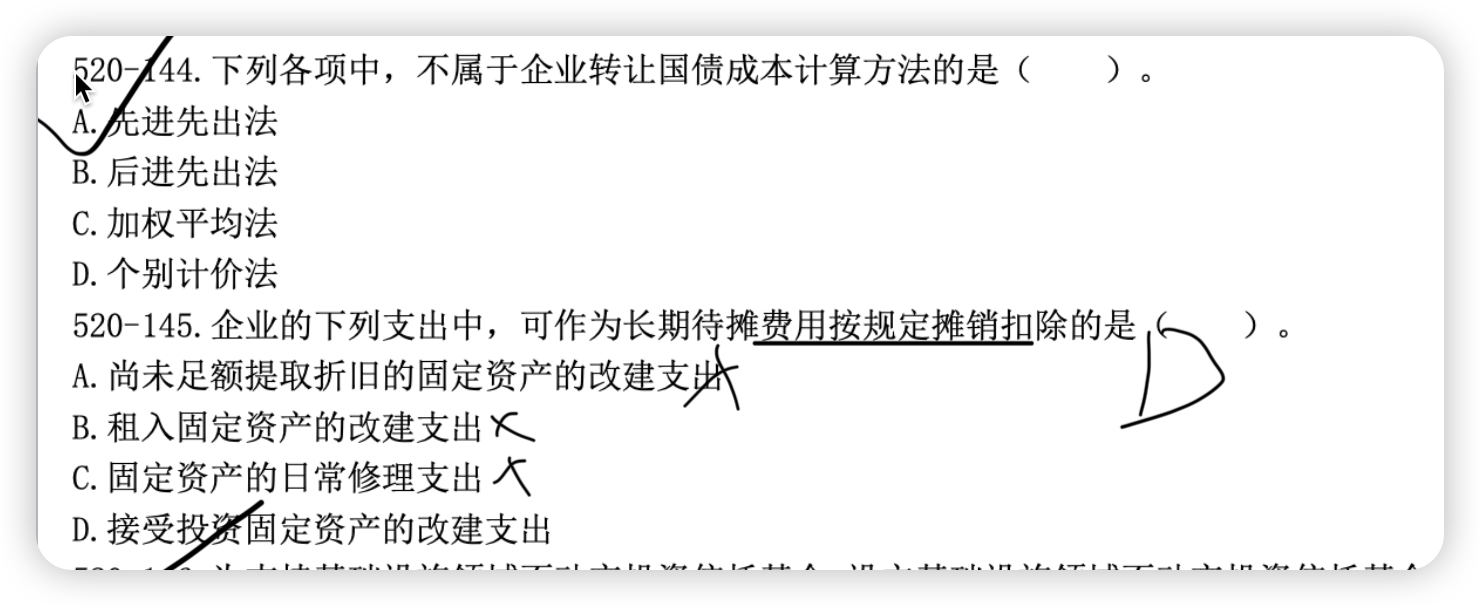 520-144.下列各项中，不属于企业转让国债成本计算方法的是（　　）。
A.先进先出法
B.后进先出法
C.加权平均法
D.个别计价法
520-145.企业的下列支出中，可作为长期待摊费用按规定摊销扣除的是（　　）。
D
A.尚未足额提取折旧的固定资产的改建支出
B.租入固定资产的改建支出
C.固定资产的日常修理支出
D.接受投资固定资产的改建支出